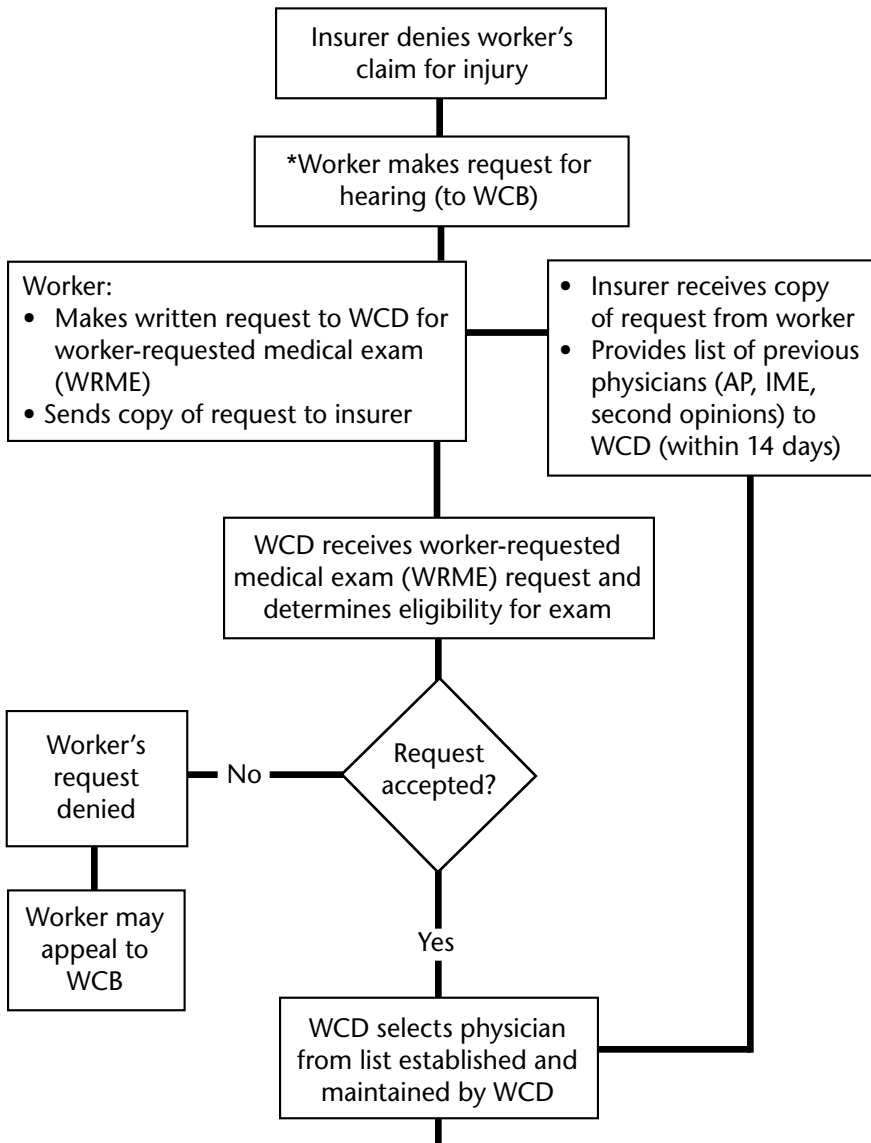 Insurer denies worker’s
claim for injury
*Worker makes request for
hearing (to WCB)
Worker:
• Makes written request to WCD for
worker-requested medical exam
(WRME)
• Sends copy of request to insurer
• Insurer receives copy
of request from worker
• Provides list of previous
physicians (AP, IME,
second opinions) to
WCD (within 14 days)
WCD receives worker-requested
medical exam (WRME) request and
determines eligibility for exam
Request
accepted?
No
Worker’s
request
denied
Worker may
appeal to
WCB
Yes
WCD selects physician
from list established and
maintained by WCD